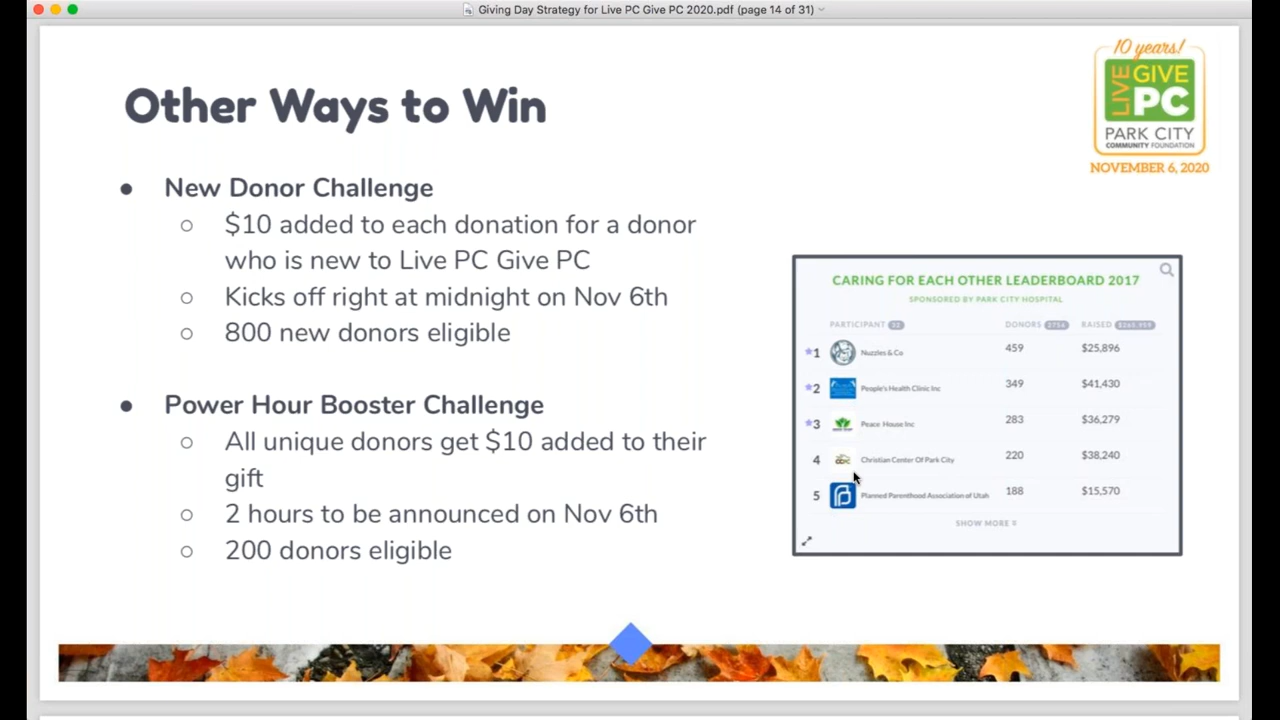 Giving Day Strategy for Live PC Give PC 2020.pdf (page 14 of 31)
10 years!
LIVE GIVE
PC
PARK CITY
COMMUNITY FOUNDATION
NOVEMBER 6, 2020
Other Ways to Win
New Donor Challenge
$10 added to each donation for a donor
who is new to Live PC Give PC
Kicks off right at midnight on Nov 6th
800 new donors eligible
Power Hour Booster Challenge
All unique donors get $10 added to their
gift
2 hours to be announced on Nov 6th
200 donors eligible
CARING FOR EACH OTHER LEADERBOARD 2017
SPONSORED BY PARK CITY HOSPITAL
PARTICIPANT DONORS RAISED
1 Nuzzles & Co 459 $25,896
2 People's Health Clinic Inc 349 $41,430
3 Peace House Inc 283 $36,279
4 Christian Center Of Park City 220 $38,240
5 Planned Parenthood Association of Utah 188 $15,570
SHOW MORE